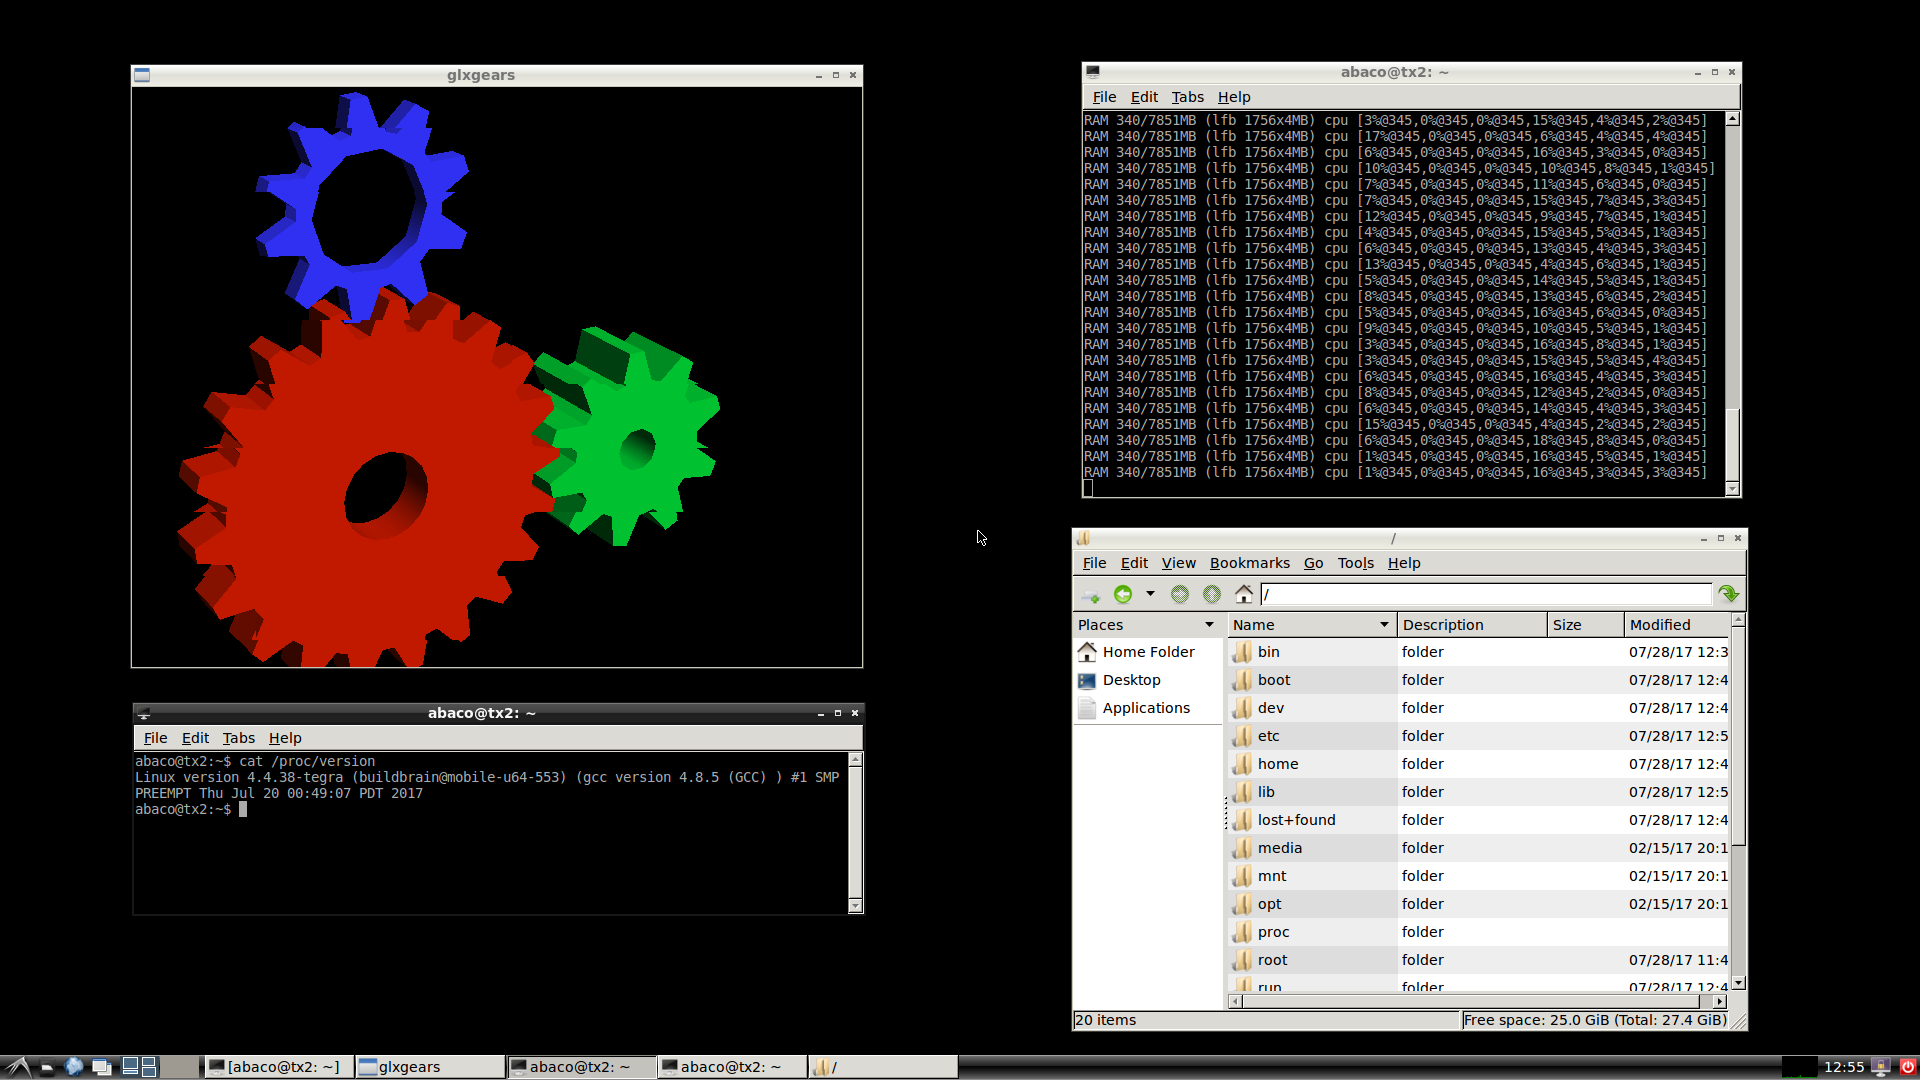 glxgears
abaco@tx2: ~
File Edit Tabs Help
RAM 340/7851MB (lfb 1756x4MB) cpu [3%@345,0%@345,0%@345,15%@345,4%@345,2%@345]
RAM 340/7851MB (lfb 1756x4MB) cpu [17%@345,0%@345,0%@345,6%@345,4%@345,4%@345]
RAM 340/7851MB (lfb 1756x4MB) cpu [6%@345,0%@345,0%@345,16%@345,3%@345,0%@345]
RAM 340/7851MB (lfb 1756x4MB) cpu [10%@345,0%@345,0%@345,10%@345,8%@345,1%@345]
RAM 340/7851MB (lfb 1756x4MB) cpu [7%@345,0%@345,0%@345,11%@345,6%@345,0%@345]
RAM 340/7851MB (lfb 1756x4MB) cpu [7%@345,0%@345,0%@345,15%@345,7%@345,3%@345]
RAM 340/7851MB (lfb 1756x4MB) cpu [12%@345,0%@345,0%@345,9%@345,7%@345,1%@345]
RAM 340/7851MB (lfb 1756x4MB) cpu [4%@345,0%@345,0%@345,15%@345,5%@345,1%@345]
RAM 340/7851MB (lfb 1756x4MB) cpu [6%@345,0%@345,0%@345,13%@345,4%@345,3%@345]
RAM 340/7851MB (lfb 1756x4MB) cpu [13%@345,0%@345,0%@345,4%@345,6%@345,1%@345]
RAM 340/7851MB (lfb 1756x4MB) cpu [5%@345,0%@345,0%@345,14%@345,5%@345,1%@345]
RAM 340/7851MB (lfb 1756x4MB) cpu [8%@345,0%@345,0%@345,13%@345,6%@345,2%@345]
RAM 340/7851MB (lfb 1756x4MB) cpu [5%@345,0%@345,0%@345,16%@345,6%@345,0%@345]
RAM 340/7851MB (lfb 1756x4MB) cpu [9%@345,0%@345,0%@345,10%@345,5%@345,1%@345]
RAM 340/7851MB (lfb 1756x4MB) cpu [3%@345,0%@345,0%@345,16%@345,8%@345,1%@345]
RAM 340/7851MB (lfb 1756x4MB) cpu [3%@345,0%@345,0%@345,15%@345,5%@345,4%@345]
RAM 340/7851MB (lfb 1756x4MB) cpu [6%@345,0%@345,0%@345,16%@345,4%@345,3%@345]
RAM 340/7851MB (lfb 1756x4MB) cpu [8%@345,0%@345,0%@345,12%@345,2%@345,0%@345]
RAM 340/7851MB (lfb 1756x4MB) cpu [6%@345,0%@345,0%@345,14%@345,4%@345,3%@345]
RAM 340/7851MB (lfb 1756x4MB) cpu [15%@345,0%@345,0%@345,4%@345,2%@345,2%@345]
RAM 340/7851MB (lfb 1756x4MB) cpu [6%@345,0%@345,0%@345,18%@345,8%@345,0%@345]
RAM 340/7851MB (lfb 1756x4MB) cpu [1%@345,0%@345,0%@345,16%@345,5%@345,1%@345]
RAM 340/7851MB (lfb 1756x4MB) cpu [1%@345,0%@345,0%@345,16%@345,3%@345,3%@345]
abaco@tx2: ~
File Edit Tabs Help
abaco@tx2:~$ cat /proc/version
Linux version 4.4.38-tegra (buildbrain@mobile-u64-553) (gcc version 4.8.5 (GCC) ) #1 SMP
PREEMPT Thu Jul 20 00:49:07 PDT 2017
abaco@tx2:~$
/
File Edit View Bookmarks Go Tools Help
/
Places
Home Folder
Desktop
Applications
Name Description Size Modified
bin folder 07/28/17 12:3
boot folder 07/28/17 12:4
dev folder 07/28/17 12:4
etc folder 07/28/17 12:5
home folder 07/28/17 12:4
lib folder 07/28/17 12:5
lost+found folder 07/28/17 12:4
media folder 02/15/17 20:1
mnt folder 02/15/17 20:1
opt folder 02/15/17 20:1
proc folder
root folder 07/28/17 11:4
run folder 07/28/17 12:4
20 items Free space: 25.0 GiB (Total: 27.4 GiB)
[abaco@tx2: ~] glxgears abaco@tx2: ~ abaco@tx2: ~ / 12:55